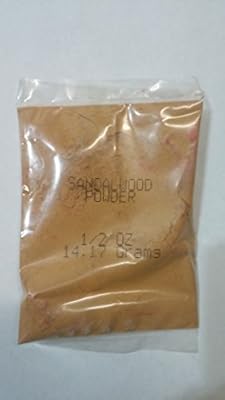 SANDALWOOD
POWDER
1/2 OZ
14.17 Grams